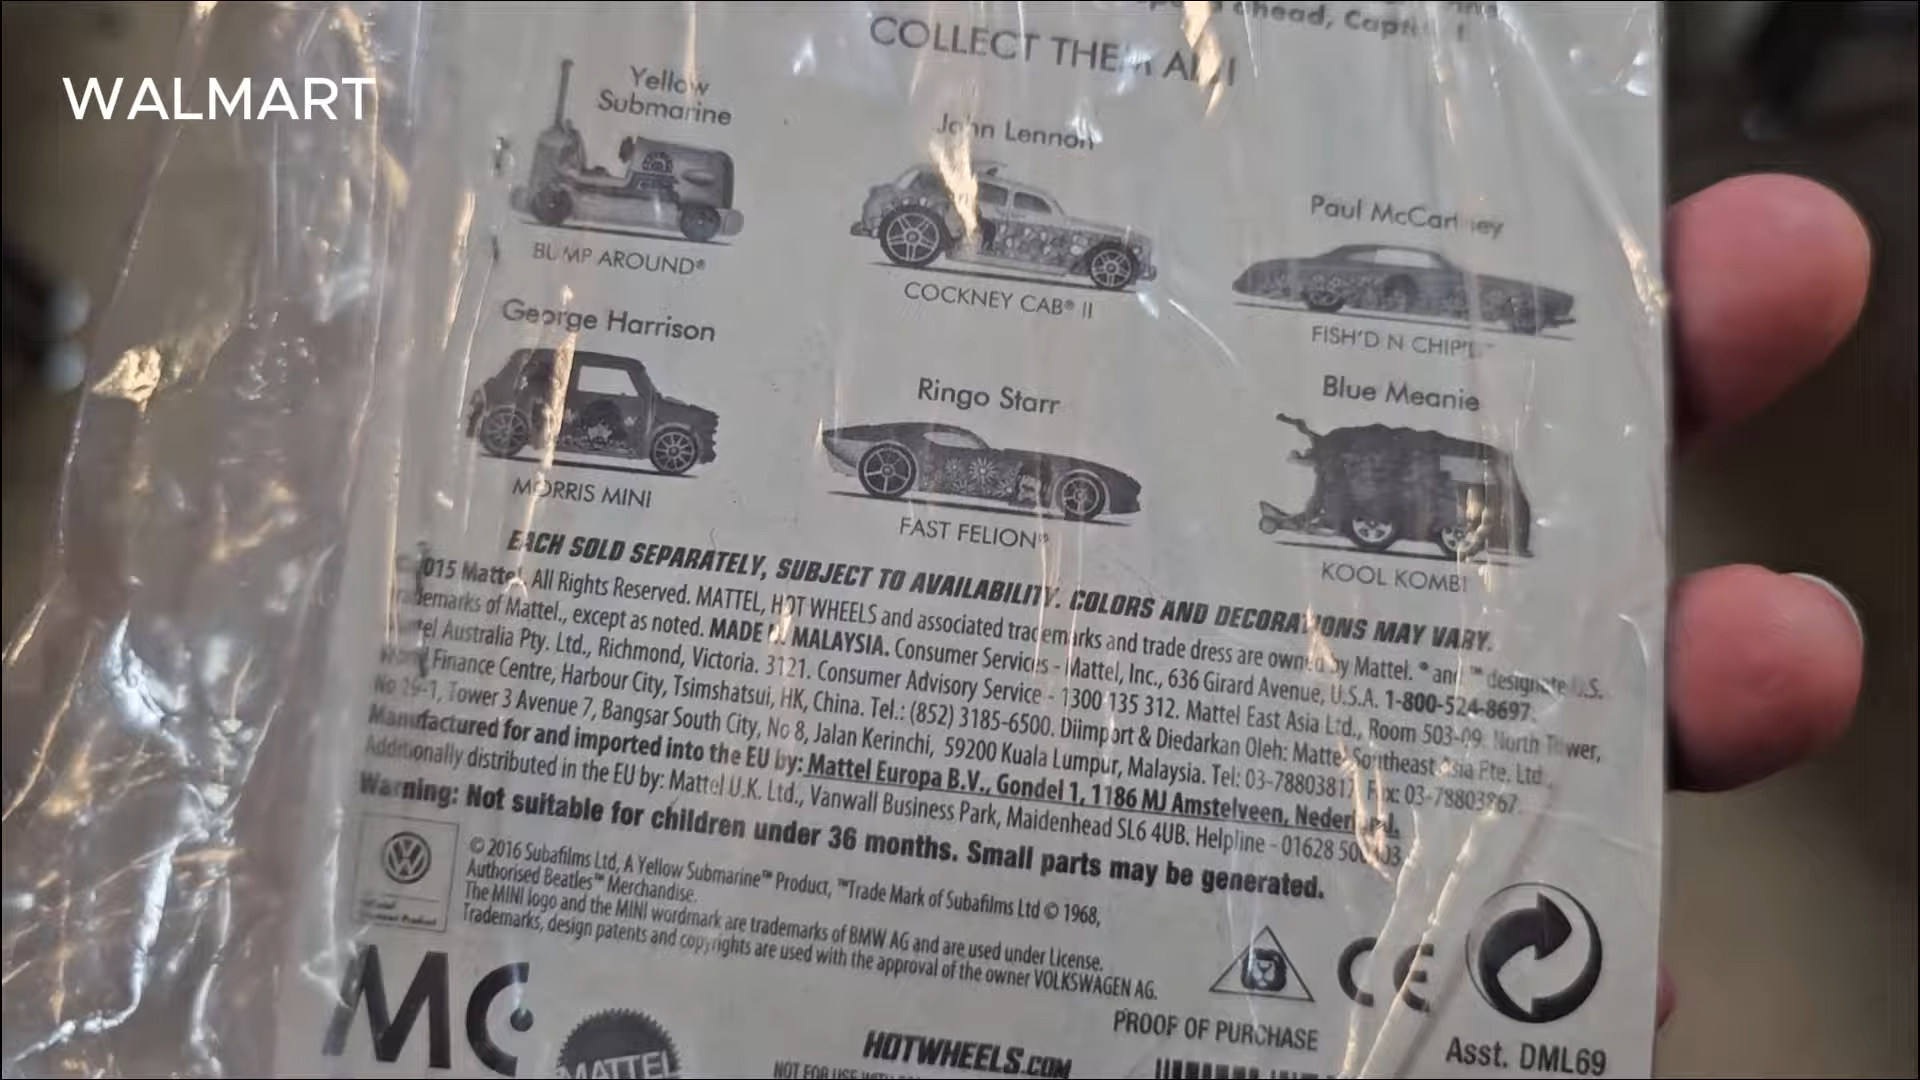 WALMART
ahead,
COLLECT THEM ALL!
Yellow
Submarine
BUMP AROUND®
John Lennon
COCKNEY CAB® II
Paul McCartney
FISH'D N CHIP'D
George Harrison
MORRIS MINI
Ringo Starr
FAST FELION®
Blue Meanie
KOOL KOMBI
EACH SOLD SEPARATELY, SUBJECT TO AVAILABILITY. COLORS AND DECORATIONS MAY VARY.
2015 Mattel. All Rights Reserved. MATTEL, HOT WHEELS and associated trademarks and trade dress are owned by Mattel. ® and ™ designate U.S.
trademarks of Mattel., except as noted. MADE IN MALAYSIA. Consumer Services - Mattel, Inc., 636 Girard Avenue, U.S.A. 1-800-524-8697.
Mattel Australia Pty. Ltd., Richmond, Victoria. 3121. Consumer Advisory Service - 1300 135 312. Mattel East Asia Ltd., Room 503-09, North Tower,
World Finance Centre, Harbour City, Tsimshatsui, HK, China. Tel.: (852) 3185-6500. Diimport & Diedarkan Oleh: Mattel Southeast Asia Pte. Ltd.,
No 19-1, Tower 3 Avenue 7, Bangsar South City, No 8, Jalan Kerinchi, 59200 Kuala Lumpur, Malaysia. Tel: 03-78803817, Fax: 03-78803867.
Manufactured for and imported into the EU by: Mattel Europa B.V., Gondel 1, 1186 MJ Amstelveen, Nederland.
Additionally distributed in the EU by: Mattel U.K. Ltd., Vanwall Business Park, Maidenhead SL6 4UB. Helpline - 01628
Warning: Not suitable for children under 36 months. Small parts may be generated.
© 2016 Subafilms Ltd, A Yellow Submarine™ Product, ™Trade Mark of Subafilms Ltd © 1968,
Authorised Beatles™ Merchandise.
The MINI logo and the MINI wordmark are trademarks of BMW AG and are used under License.
Trademarks, design patents and copyrights are used with the approval of the owner VOLKSWAGEN AG.
MC
MATTEL
HOTWHEELS.COM
NOT FOR USE WITH
PROOF OF PURCHASE
CE
Asst. DML69